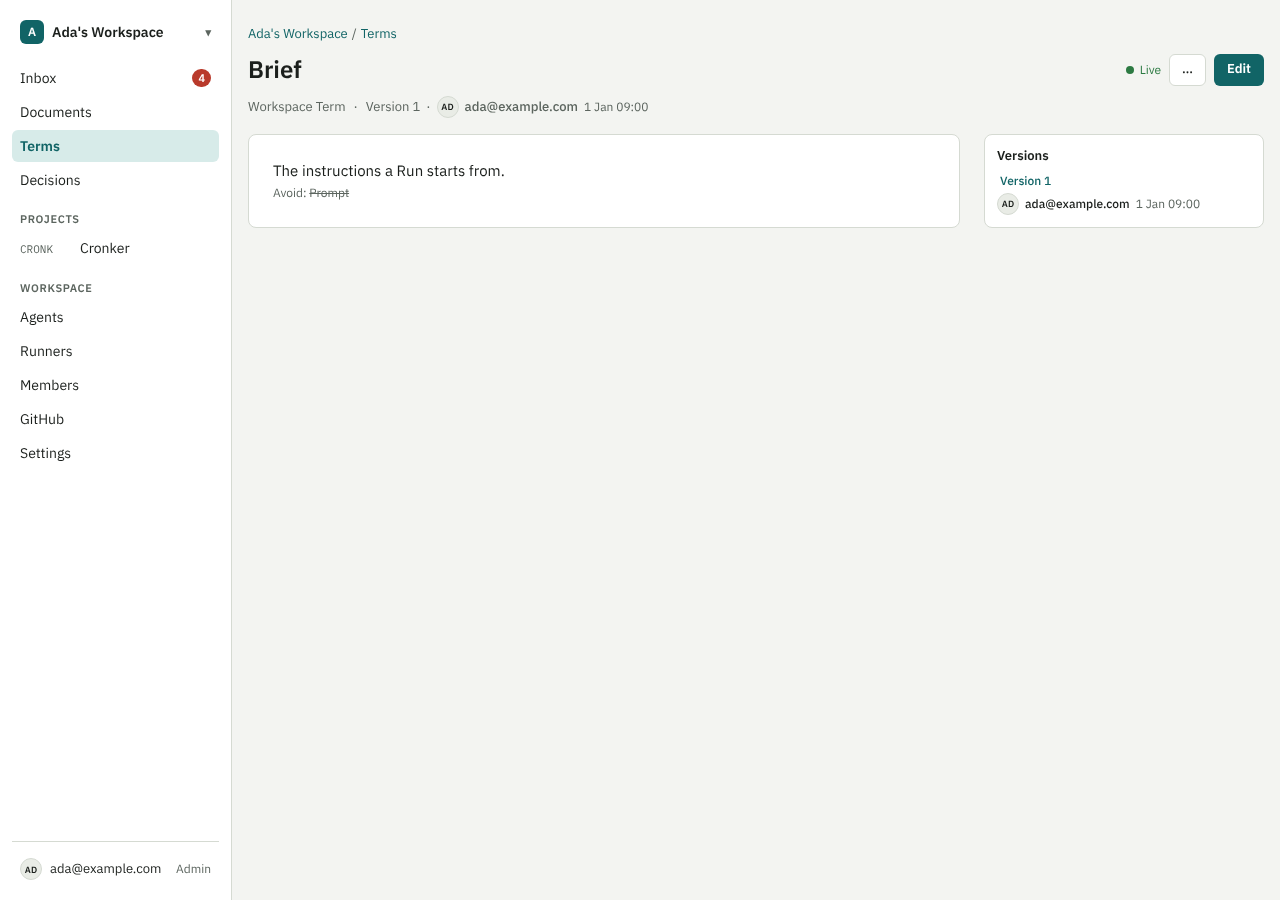 A Ada's Workspace ▾
Inbox 4
Documents
Terms
Decisions
PROJECTS
CRONK Cronker
WORKSPACE
Agents
Runners
Members
GitHub
Settings
AD ada@example.com Admin
Ada's Workspace / Terms
Brief
Live ... Edit
Workspace Term · Version 1 · AD ada@example.com 1 Jan 09:00
The instructions a Run starts from.
Avoid: Prompt
Versions
Version 1
AD ada@example.com 1 Jan 09:00